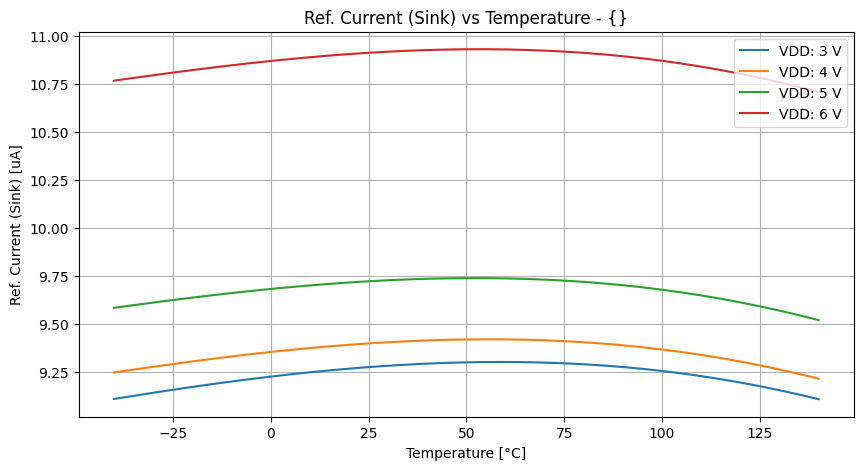 Ref. Current (Sink) vs Temperature - {}
Ref. Current (Sink) [uA]
11.00
10.75
10.50
10.25
10.00
9.75
9.50
9.25
VDD: 3 V
VDD: 4 V
VDD: 5 V
VDD: 6 V
−25
0
25
50
75
100
125
Temperature [°C]